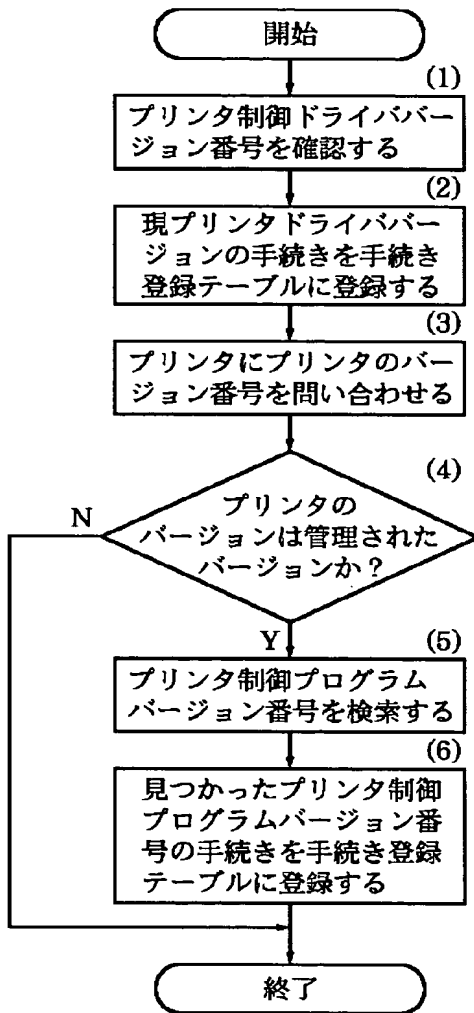 開始
(1)
プリンタ制御ドライババー
ジョン番号を確認する
(2)
現プリンタドライババー
ジョンの手続きを手続き
登録テーブルに登録する
(3)
プリンタにプリンタのバー
ジョン番号を問い合わせる
(4)
プリンタの
バージョンは管理された
バージョンか？
N
Y
(5)
プリンタ制御プログラム
バージョン番号を検索する
(6)
見つかったプリンタ制御
プログラムバージョン番
号の手続きを手続き登録
テーブルに登録する
終了